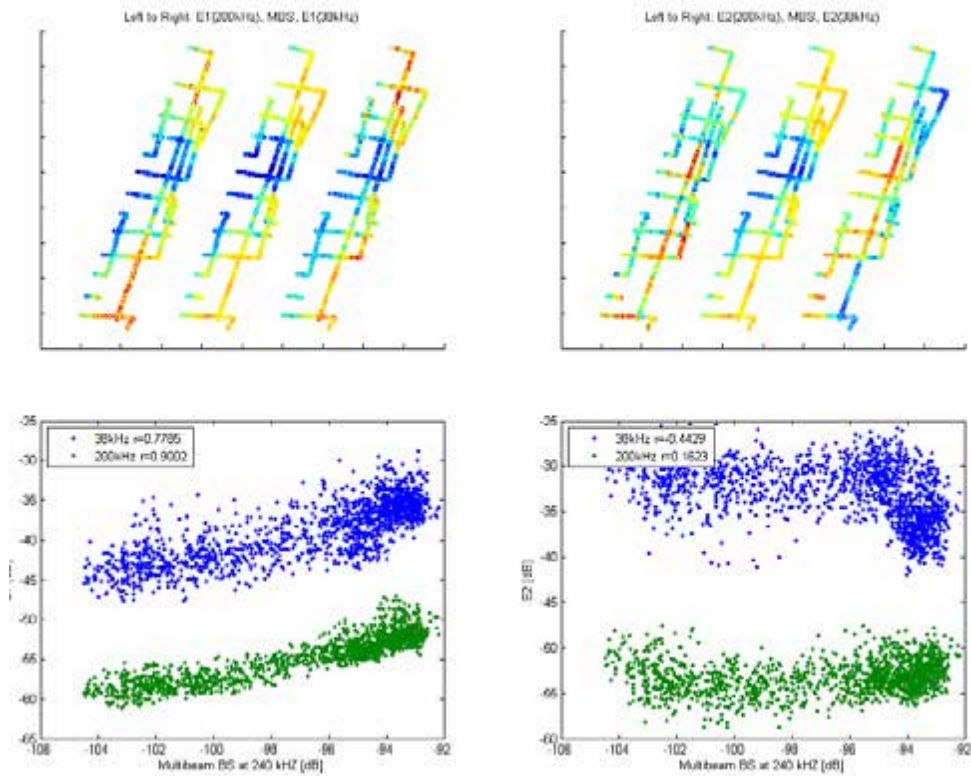 Left to Right: E1(200kHz), MBS, E1(38kHz)
Left to Right: E2(200kHz), MBS, E2(38kHz)
-25
-30
-35
-40
-45
-50
-55
-60
-65
38kHz r=0.7785
200kHz r=0.9002
-106 -104 -102 -100 -98 -96 -94 -92
Multibeam BS at 240 kHZ [dB]
E2 [dB]
-25
-30
-35
-40
-45
-50
-55
-60
38kHz r=-0.4429
200kHz r=0.1623
-106 -104 -102 -100 -98 -96 -94 -92
Multibeam BS at 240 kHZ [dB]